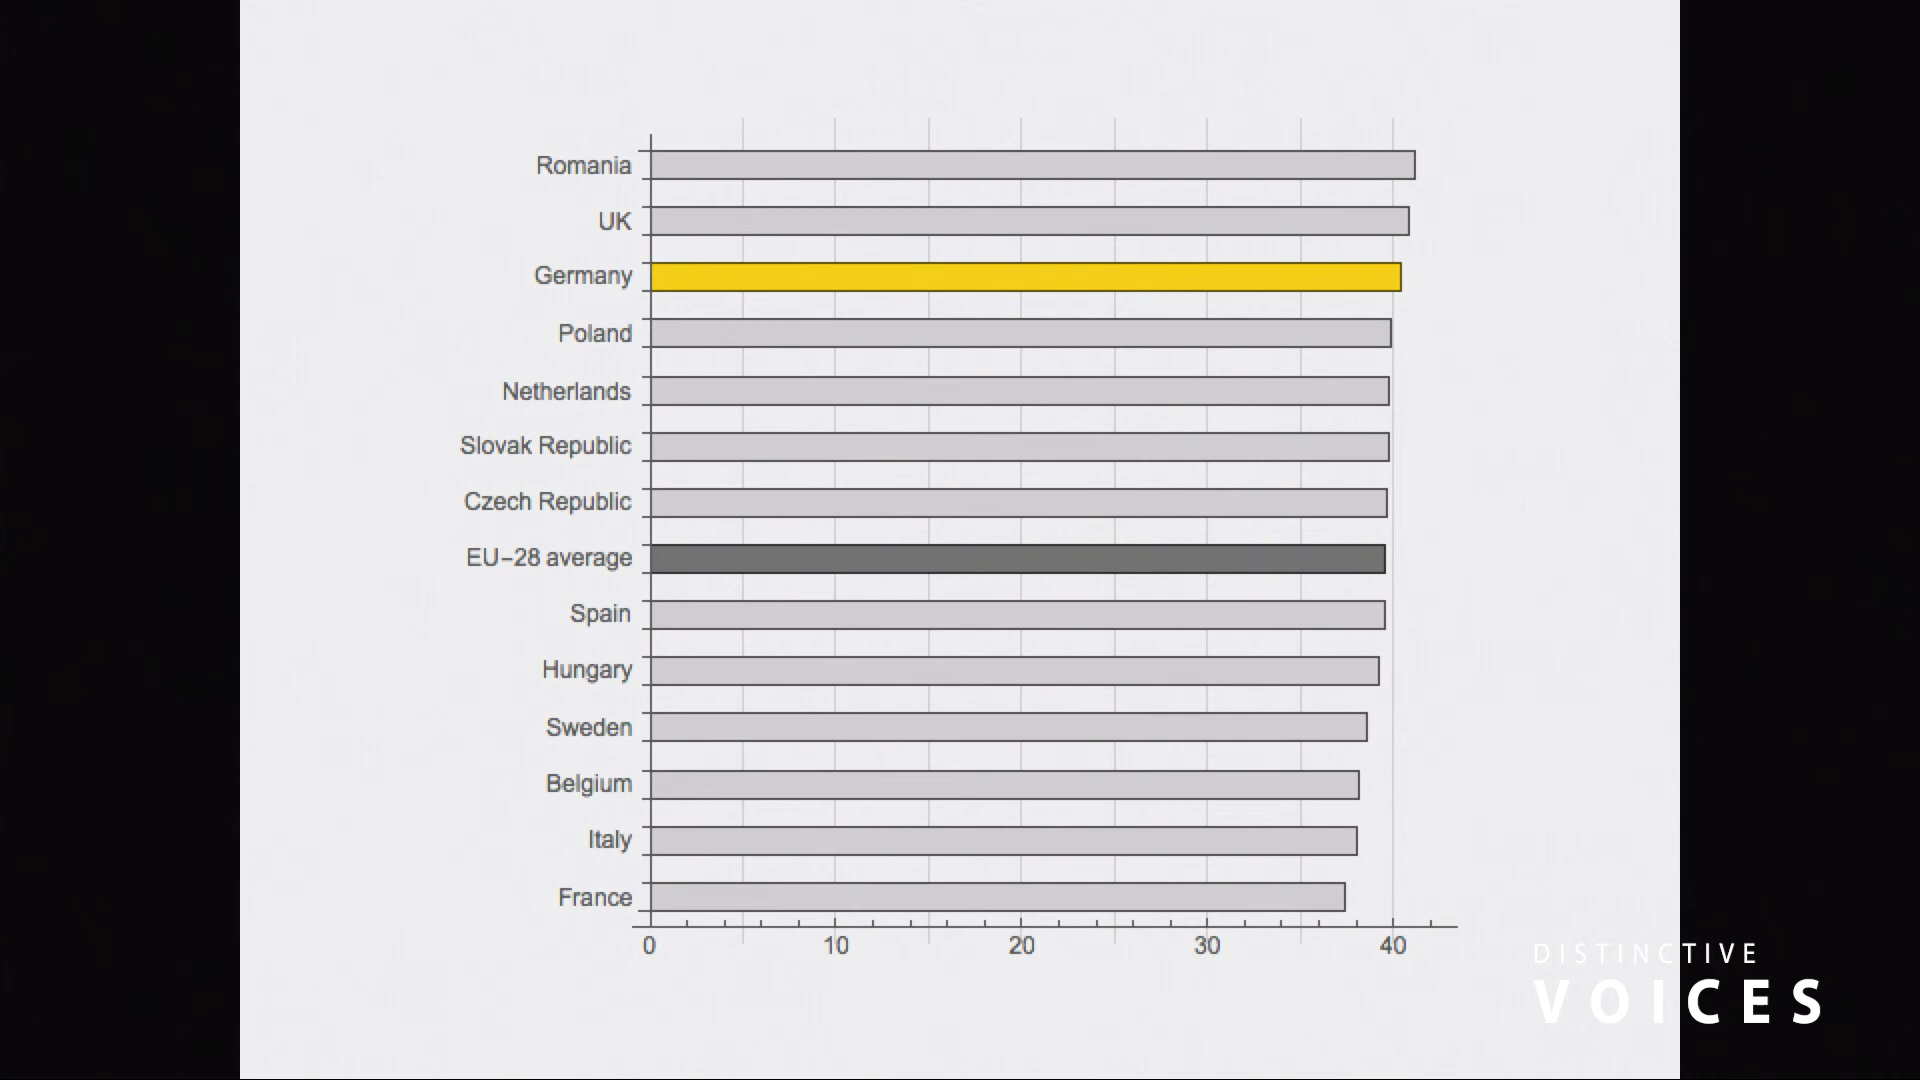 Romania
UK
Germany
Poland
Netherlands
Slovak Republic
Czech Republic
EU–28 average
Spain
Hungary
Sweden
Belgium
Italy
France
0 10 20 30 40
DISTINCTIVE
VOICES